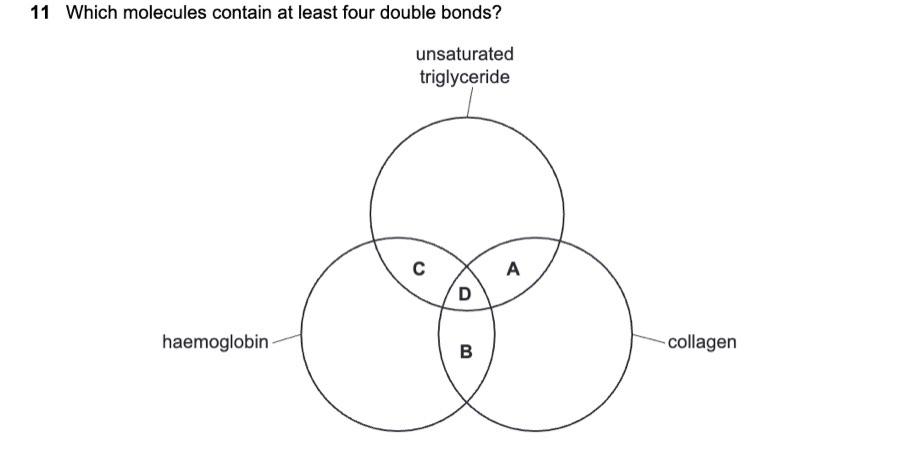 11 Which molecules contain at least four double bonds?
unsaturated
triglyceride
C
A
D
haemoglobin
collagen
B